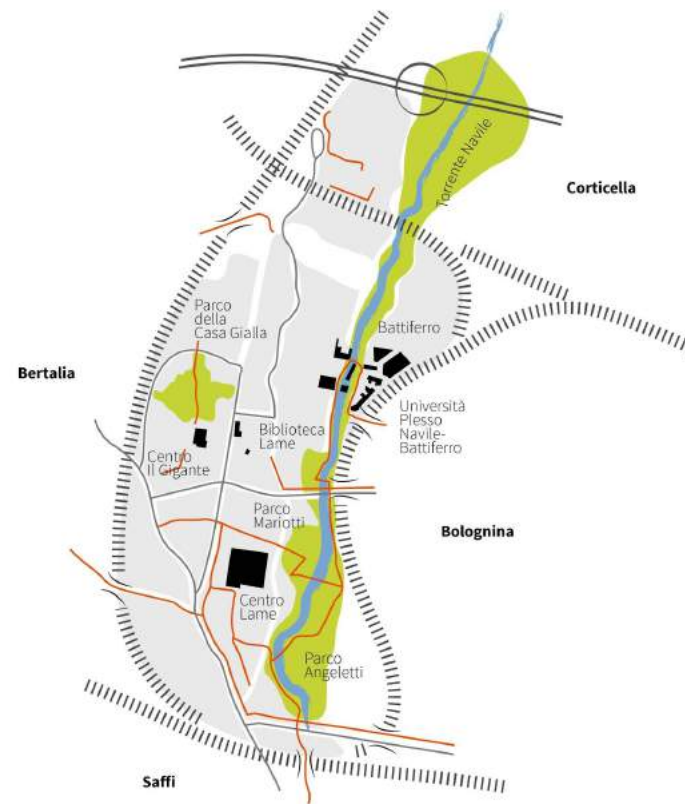 Torrente Navile
Corticella
Parco
della
Casa Gialla
Battiferro
Bertalia
Università
Plesso
Navile-
Battiferro
Biblioteca
Lame
Centro
Il Gigante
Parco
Mariotti
Bolognina
Centro
Lame
Parco
Angeletti
Saffi